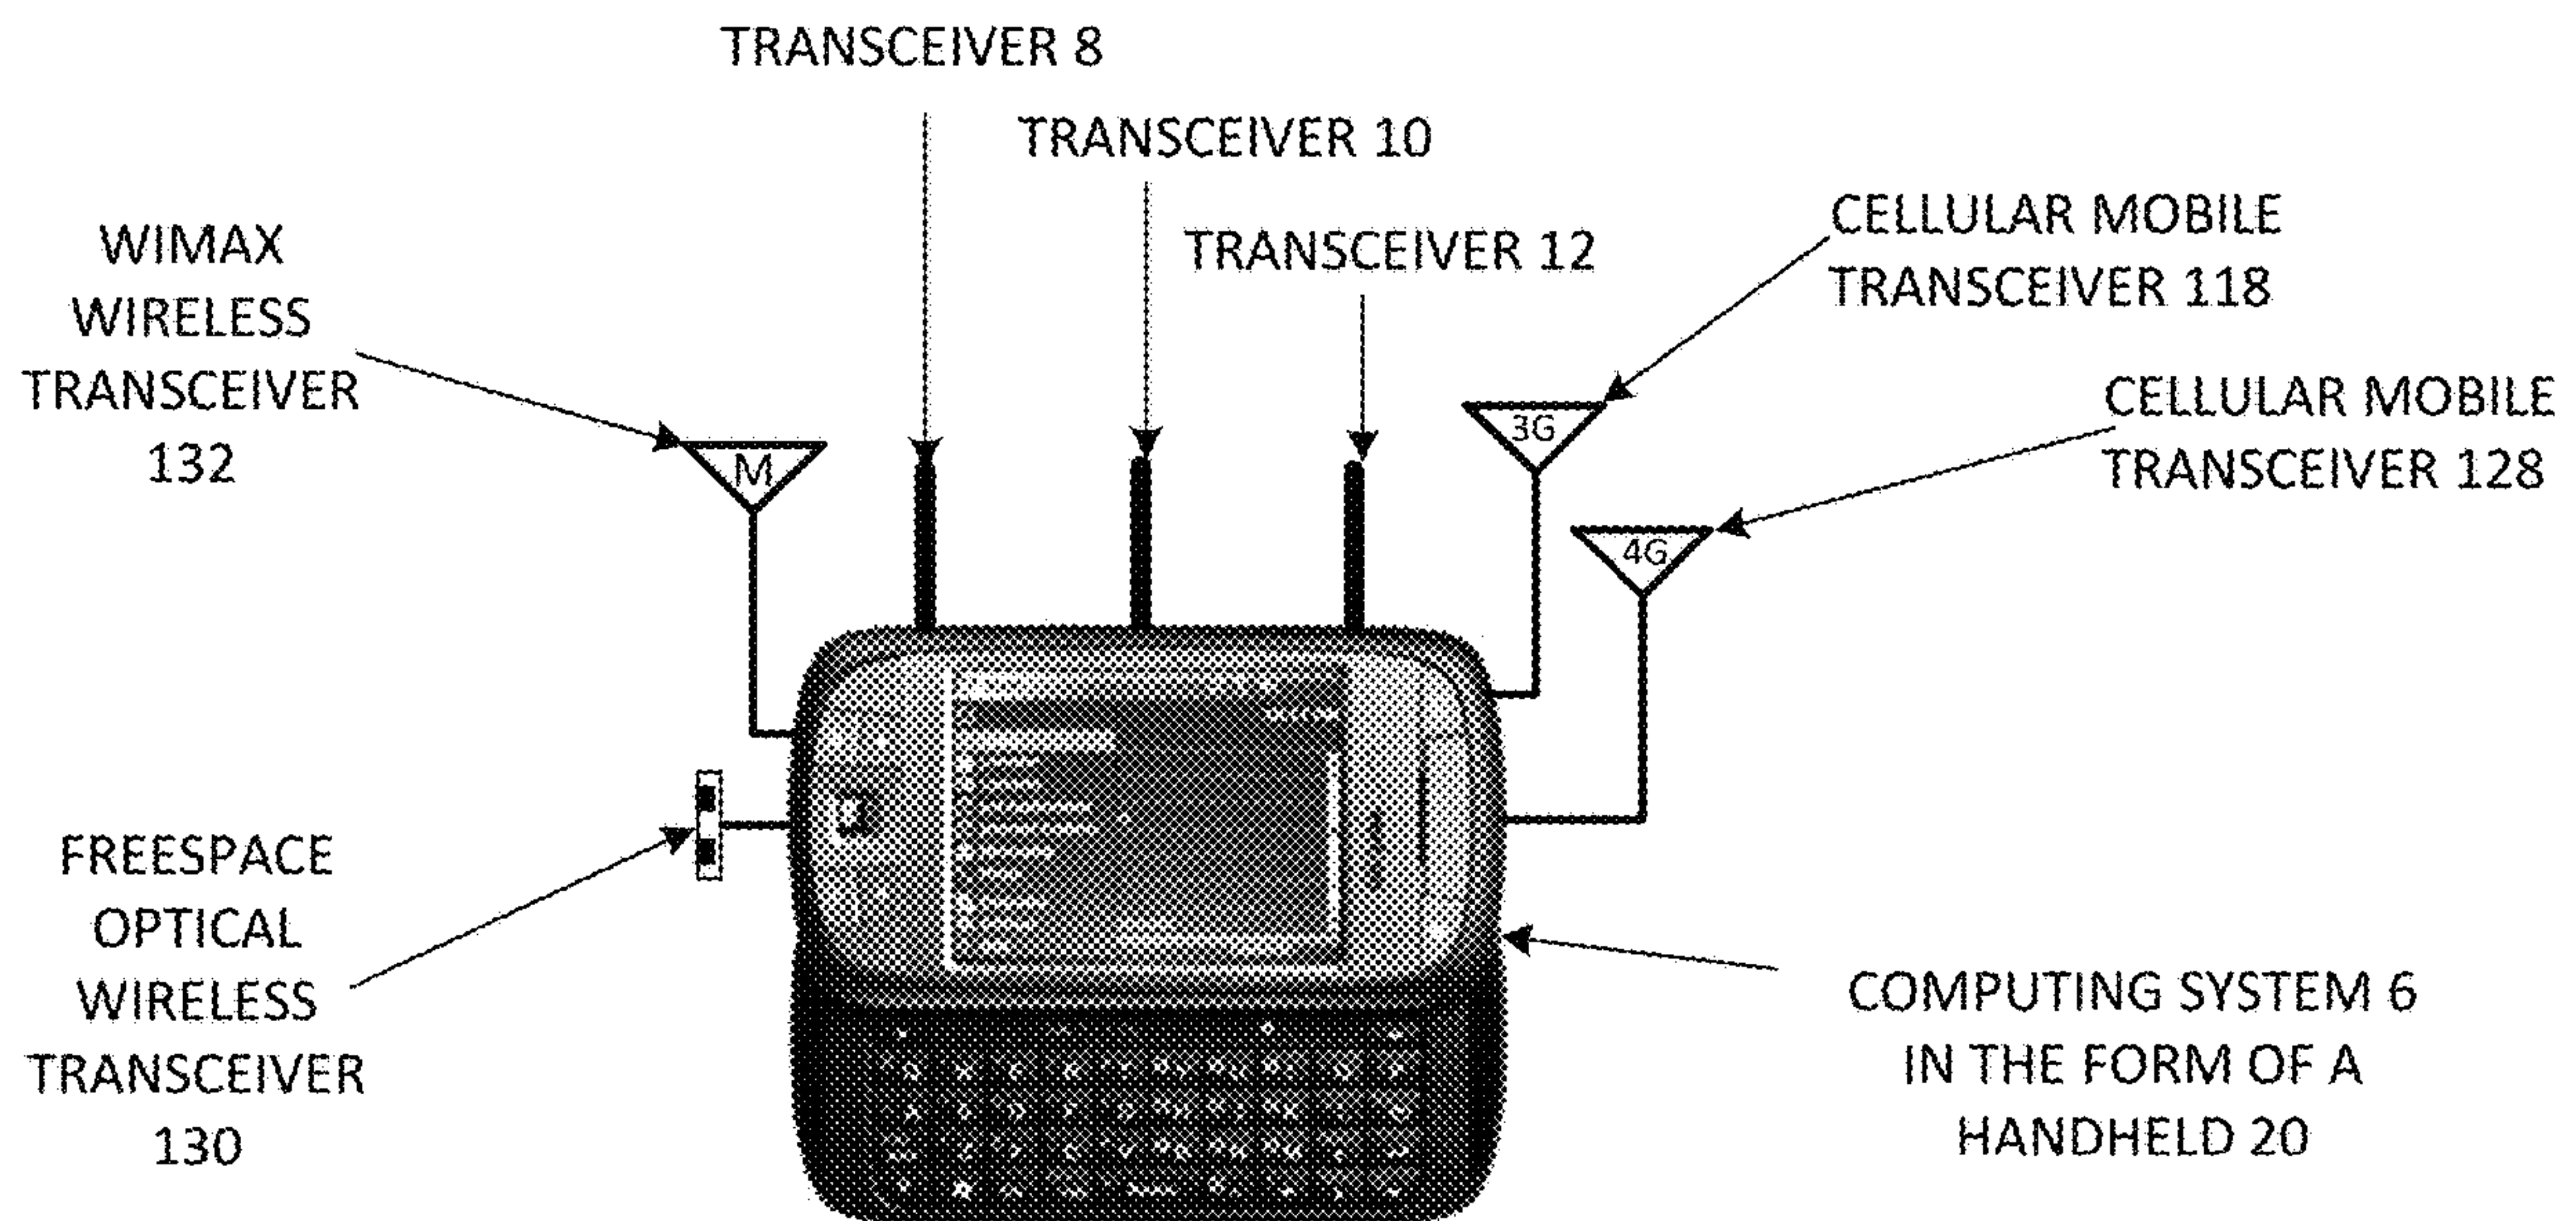 TRANSCEIVER 8
TRANSCEIVER 10
TRANSCEIVER 12
CELLULAR MOBILE
TRANSCEIVER 118
CELLULAR MOBILE
TRANSCEIVER 128
WIMAX
WIRELESS
TRANSCEIVER
132
M
3G
4G
FREESPACE
OPTICAL
WIRELESS
TRANSCEIVER
130
COMPUTING SYSTEM 6
IN THE FORM OF A
HANDHELD 20